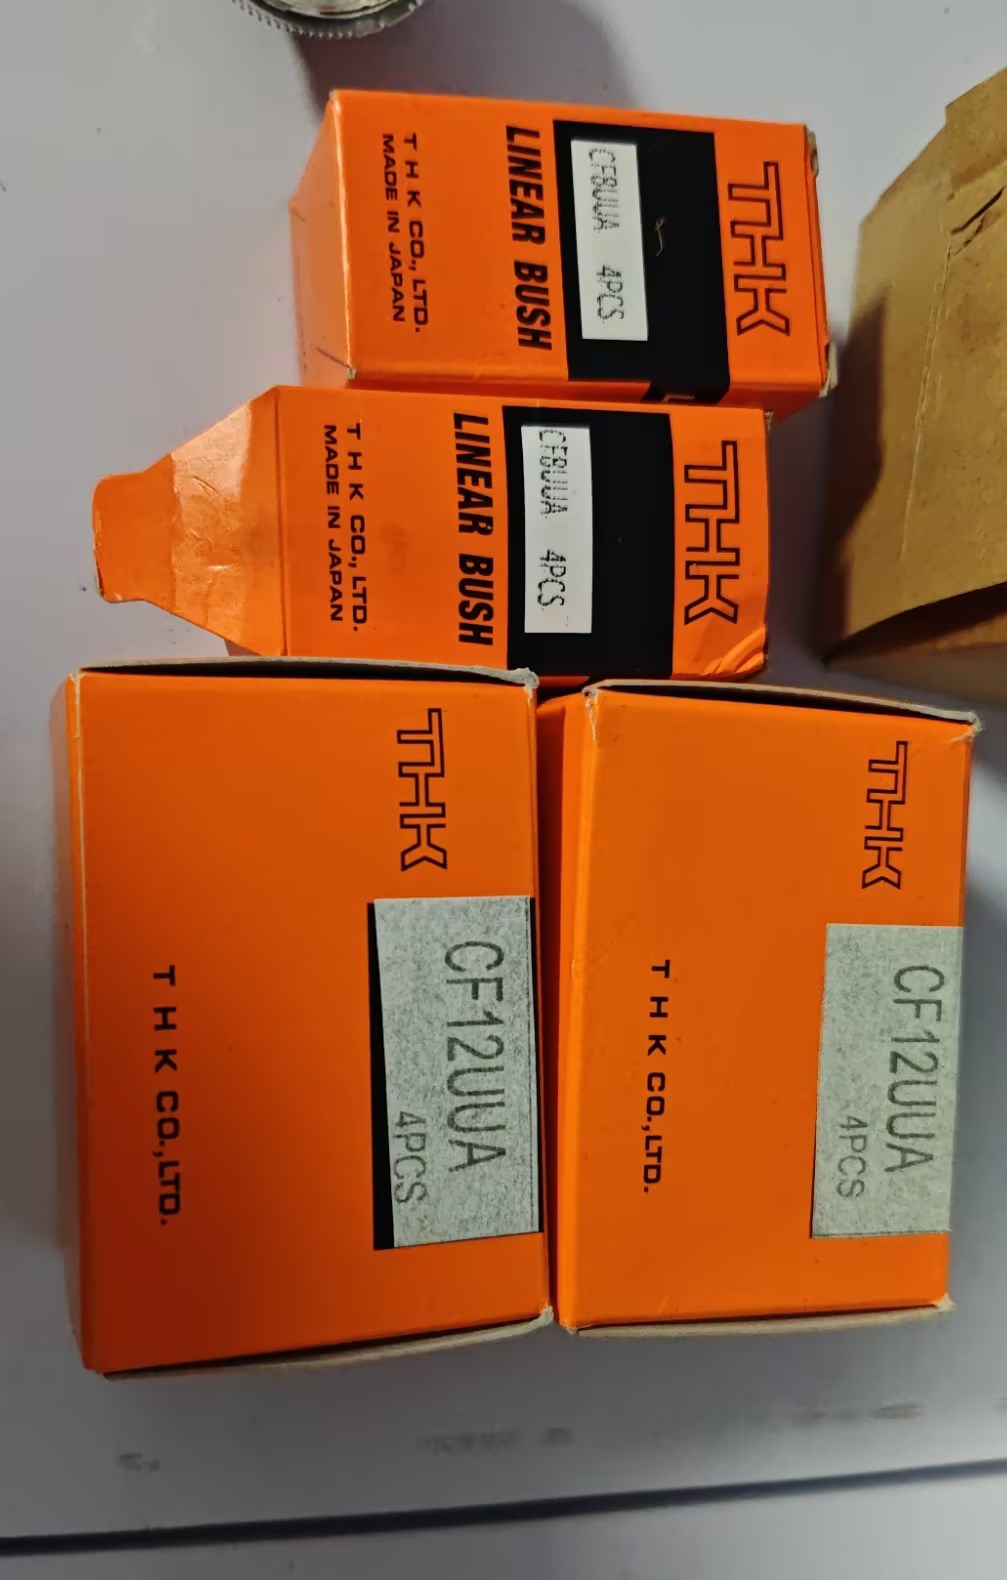 THK
CF8UUA 4PCS
LINEAR BUSH
T H K CO., LTD.
MADE IN JAPAN
THK
CF8UUA 4PCS
LINEAR BUSH
T H K CO., LTD.
MADE IN JAPAN
THK
CF12UUA
4PCS
T H K CO.,LTD.
THK
CF12UUA
4PCS
T H K CO.,LTD.